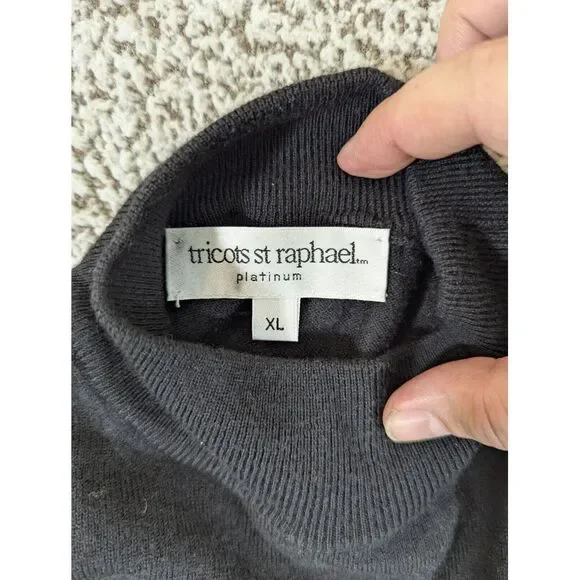 tricots st raphael™
platinum
XL